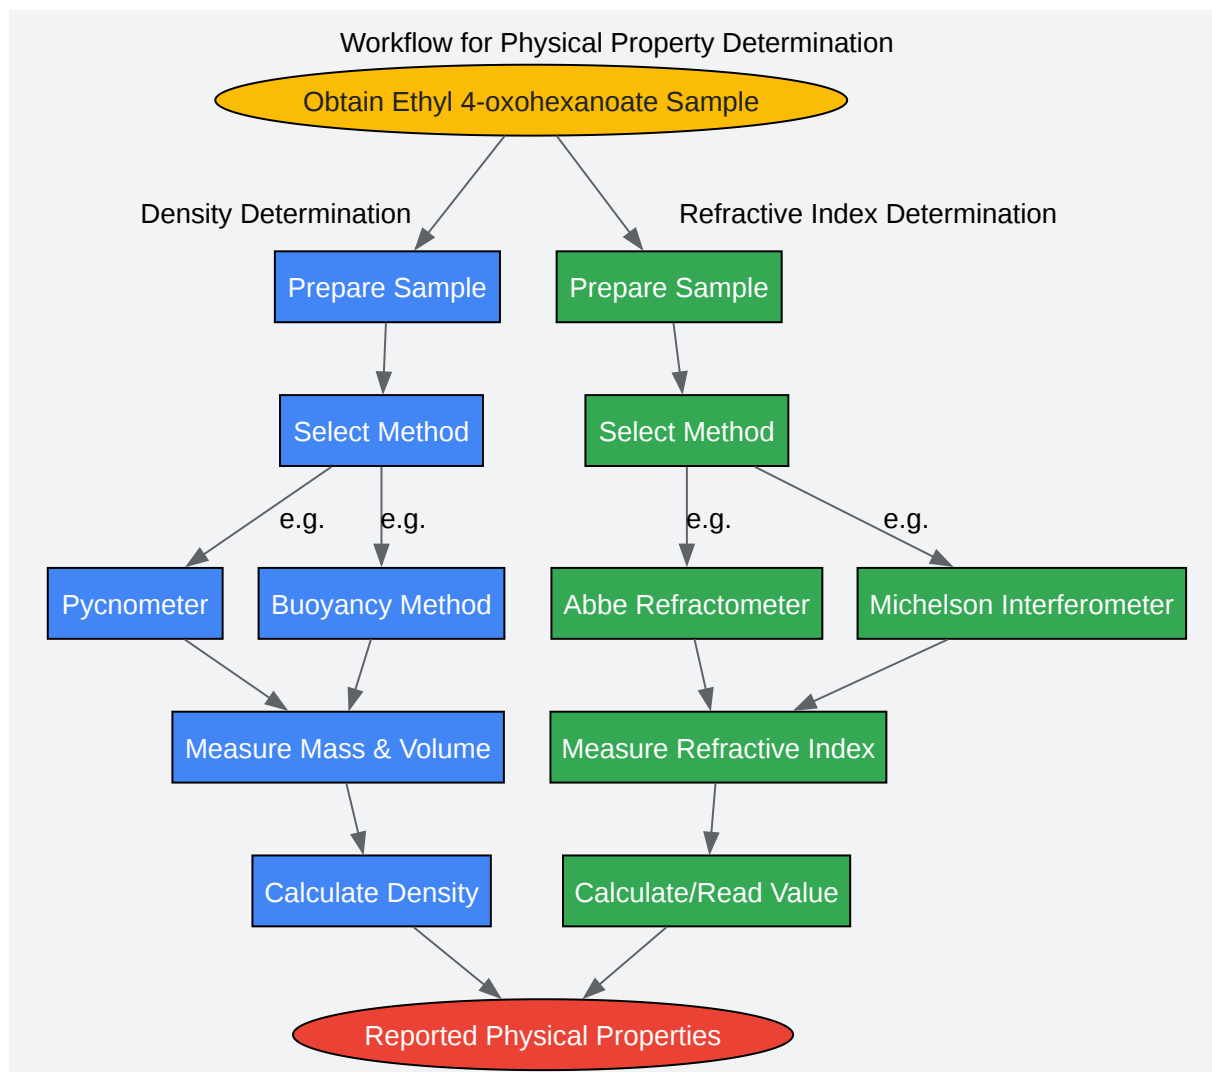 Workflow for Physical Property Determination
Obtain Ethyl 4-oxohexanoate Sample
Density Determination
Refractive Index Determination
Prepare Sample
Prepare Sample
Select Method
Select Method
e.g.
e.g.
e.g.
e.g.
Pycnometer
Buoyancy Method
Abbe Refractometer
Michelson Interferometer
Measure Mass & Volume
Measure Refractive Index
Calculate Density
Calculate/Read Value
Reported Physical Properties